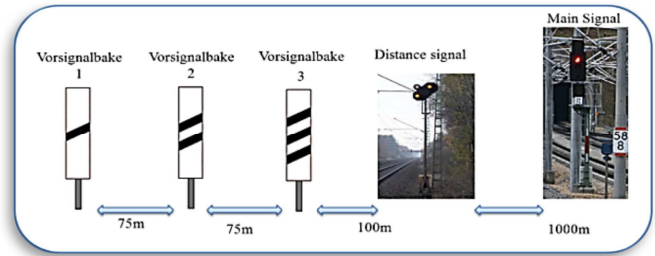 Main Signal
Vorsignalbake
1
Vorsignalbake
2
Vorsignalbake
3
Distance signal
58
8
75m
75m
100m
1000m